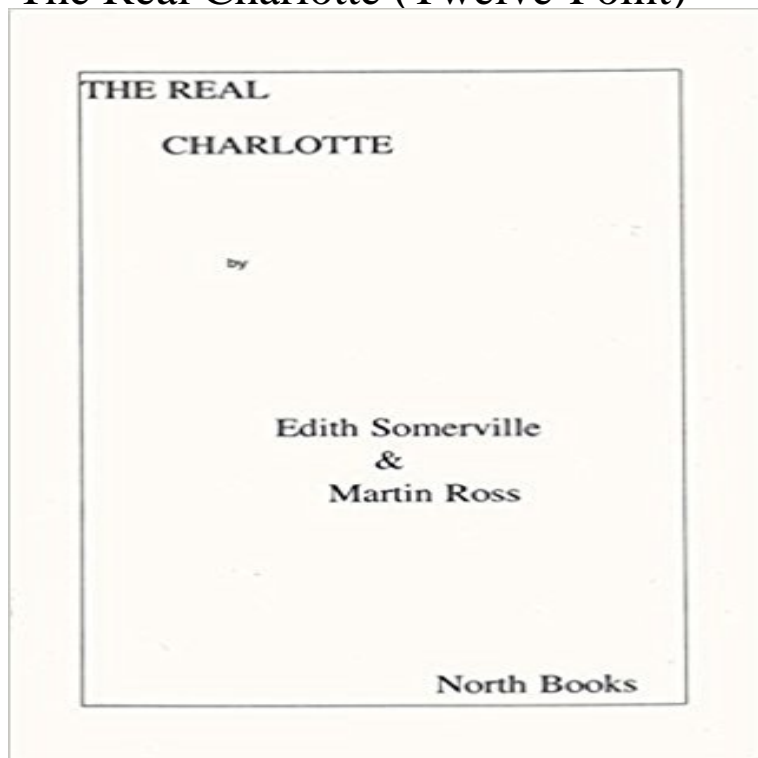 The Real Charlotte (Twelve-Point)
THE REAL
CHARLOTTE
by
Edith Somerville
&
Martin Ross
North Books